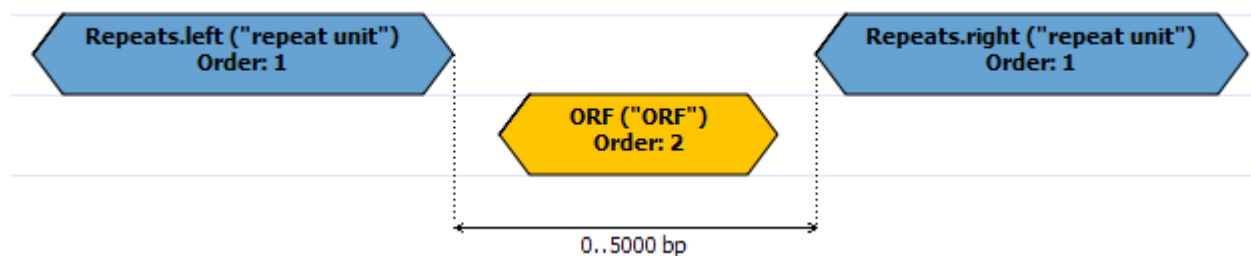 Repeats.left ("repeat unit")
Order: 1
Repeats.right ("repeat unit")
Order: 1
ORF ("ORF")
Order: 2
0..5000 bp